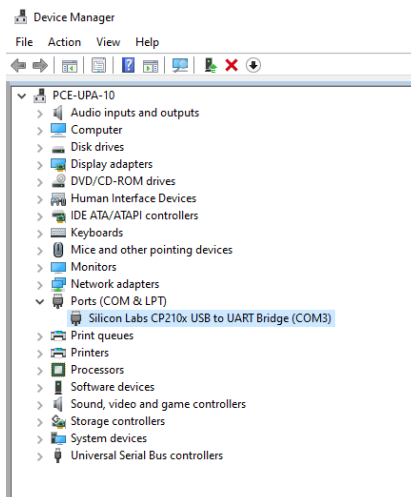 Device Manager
File Action View Help
PCE-UPA-10
Audio inputs and outputs
Computer
Disk drives
Display adapters
DVD/CD-ROM drives
Human Interface Devices
IDE ATA/ATAPI controllers
Keyboards
Mice and other pointing devices
Monitors
Network adapters
Ports (COM & LPT)
Silicon Labs CP210x USB to UART Bridge (COM3)
Print queues
Printers
Processors
Software devices
Sound, video and game controllers
Storage controllers
System devices
Universal Serial Bus controllers